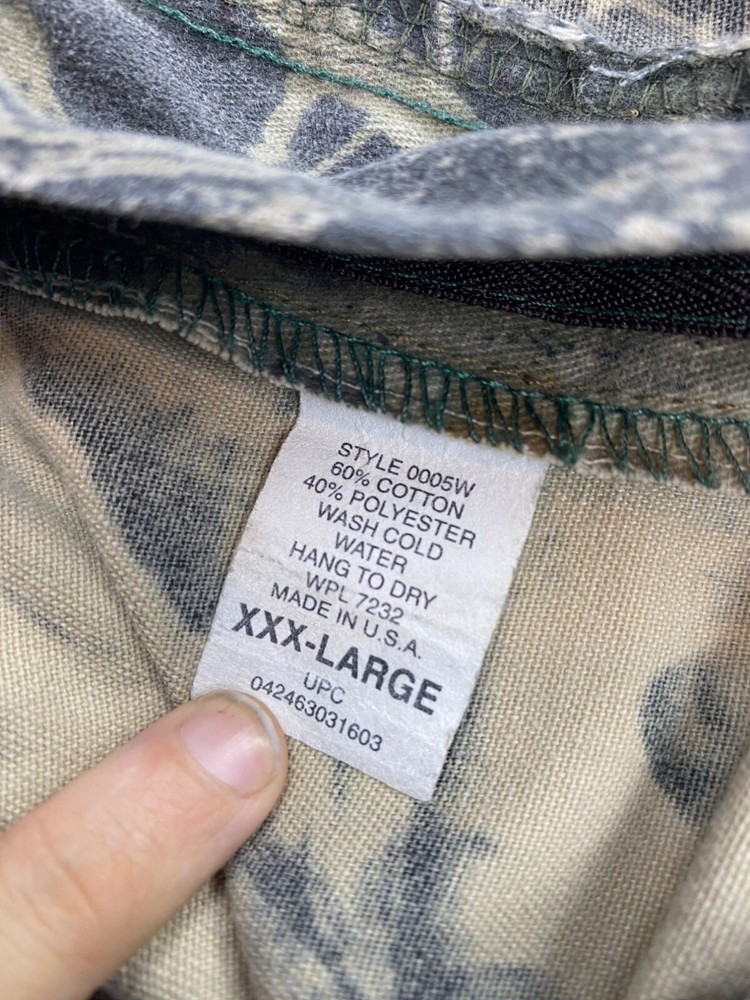 STYLE 0005W
60% COTTON
40% POLYESTER
WASH COLD
WATER
HANG TO DRY
WPL 7232
MADE IN U.S.A.
XXX-LARGE
UPC
042463031603